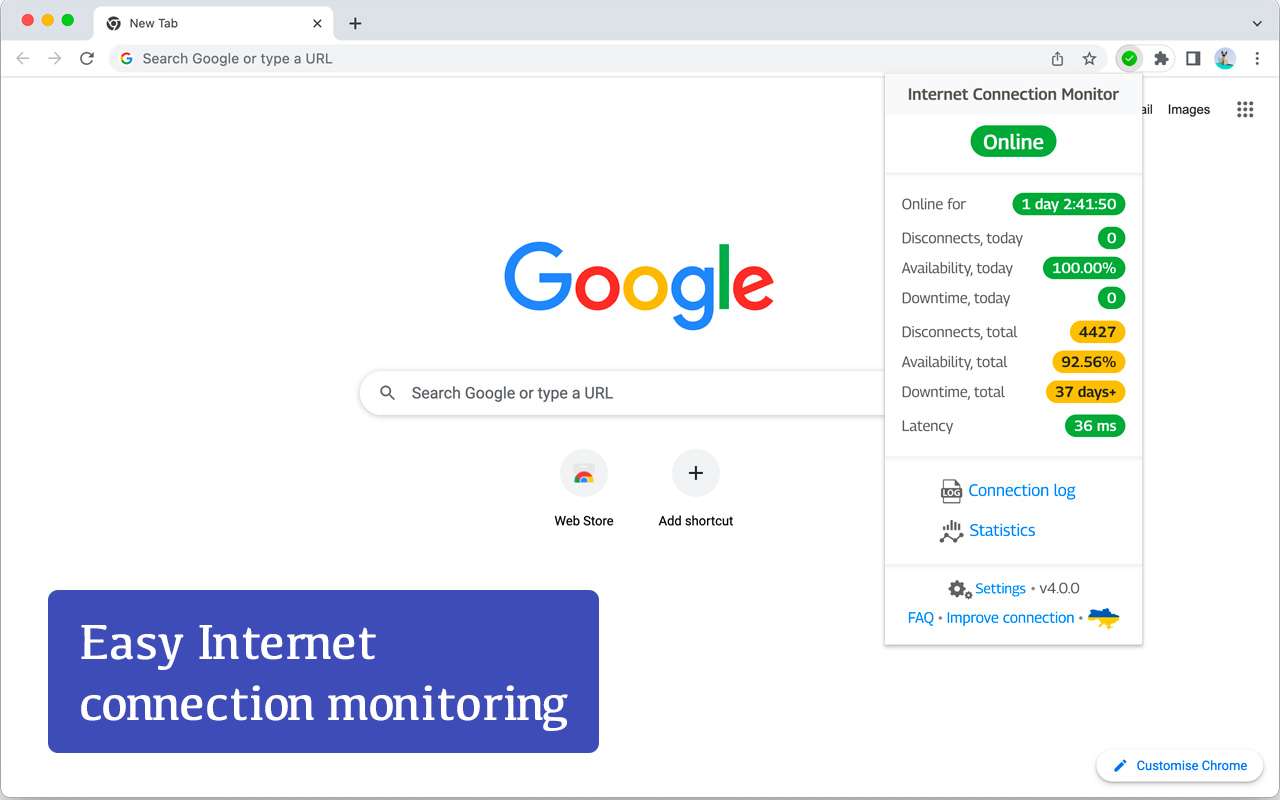 New Tab
Search Google or type a URL
Internet Connection Monitor
ail Images
Online
Online for 1 day 2:41:50
Disconnects, today 0
Availability, today 100.00%
Downtime, today 0
Disconnects, total 4427
Availability, total 92.56%
Downtime, total 37 days+
Latency 36 ms
LOG Connection log
Statistics
Settings • v4.0.0
FAQ • Improve connection •
Google
Search Google or type a URL
Web Store
Add shortcut
Easy Internet
connection monitoring
Customise Chrome